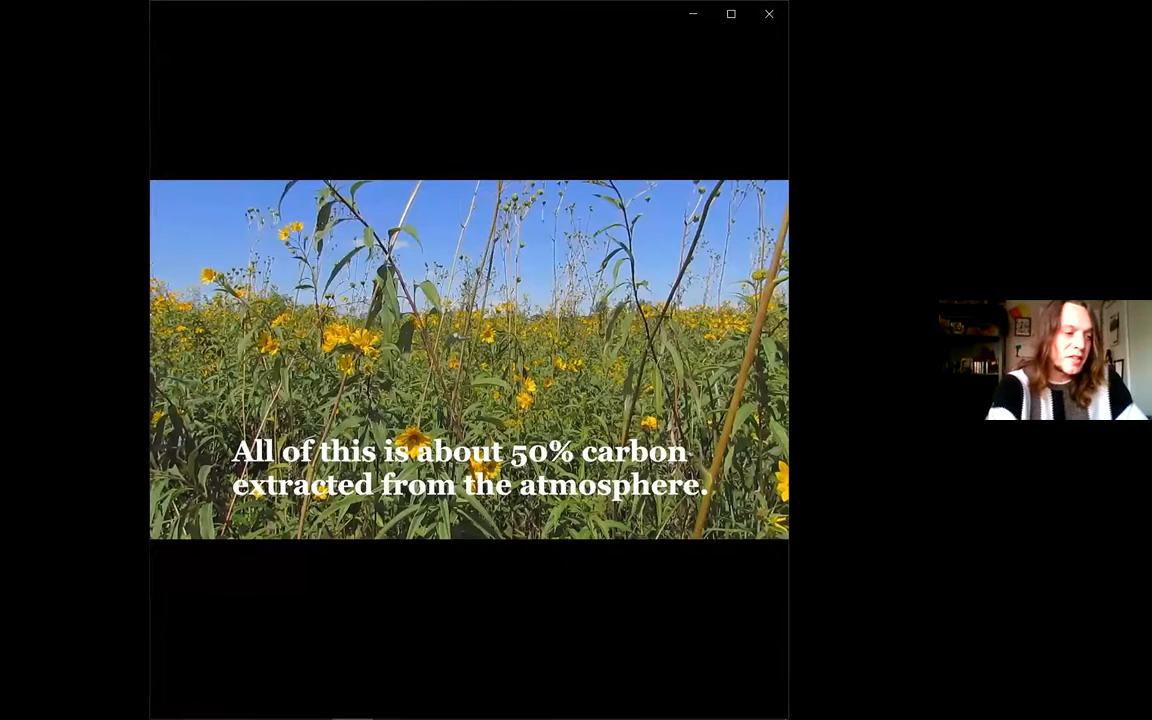 All of this is about 50% carbon
extracted from the atmosphere.